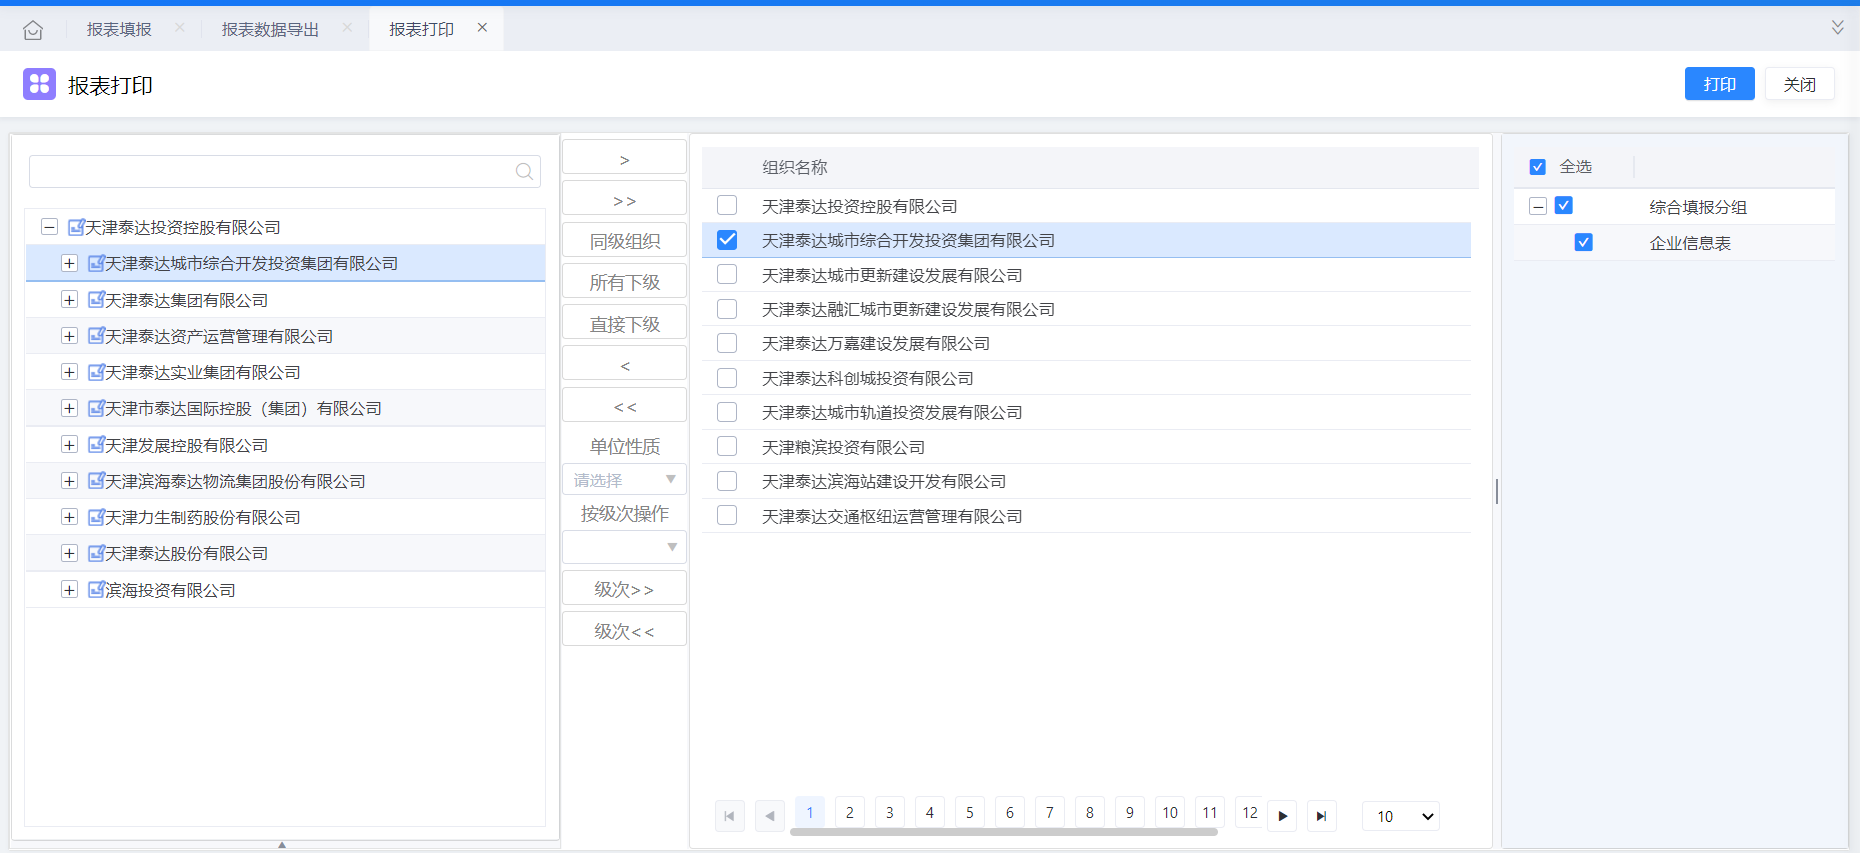 报表填报 报表数据导出 报表打印
报表打印
打印 关闭
天津泰达投资控股有限公司
天津泰达城市综合开发投资集团有限公司
天津泰达集团有限公司
天津泰达资产运营管理有限公司
天津泰达实业集团有限公司
天津市泰达国际控股（集团）有限公司
天津发展控股有限公司
天津滨海泰达物流集团股份有限公司
天津力生制药股份有限公司
天津泰达股份有限公司
滨海投资有限公司
>
>>
同级组织
所有下级
直接下级
<
<<
单位性质
请选择
按级次操作
级次>>
级次<<
组织名称
天津泰达投资控股有限公司
天津泰达城市综合开发投资集团有限公司
天津泰达城市更新建设发展有限公司
天津泰达融汇城市更新建设发展有限公司
天津泰达万嘉建设发展有限公司
天津泰达科创城投资有限公司
天津泰达城市轨道投资发展有限公司
天津粮滨投资有限公司
天津泰达滨海站建设开发有限公司
天津泰达交通枢纽运营管理有限公司
1 2 3 4 5 6 7 8 9 10 11 12 10
全选
综合填报分组
企业信息表